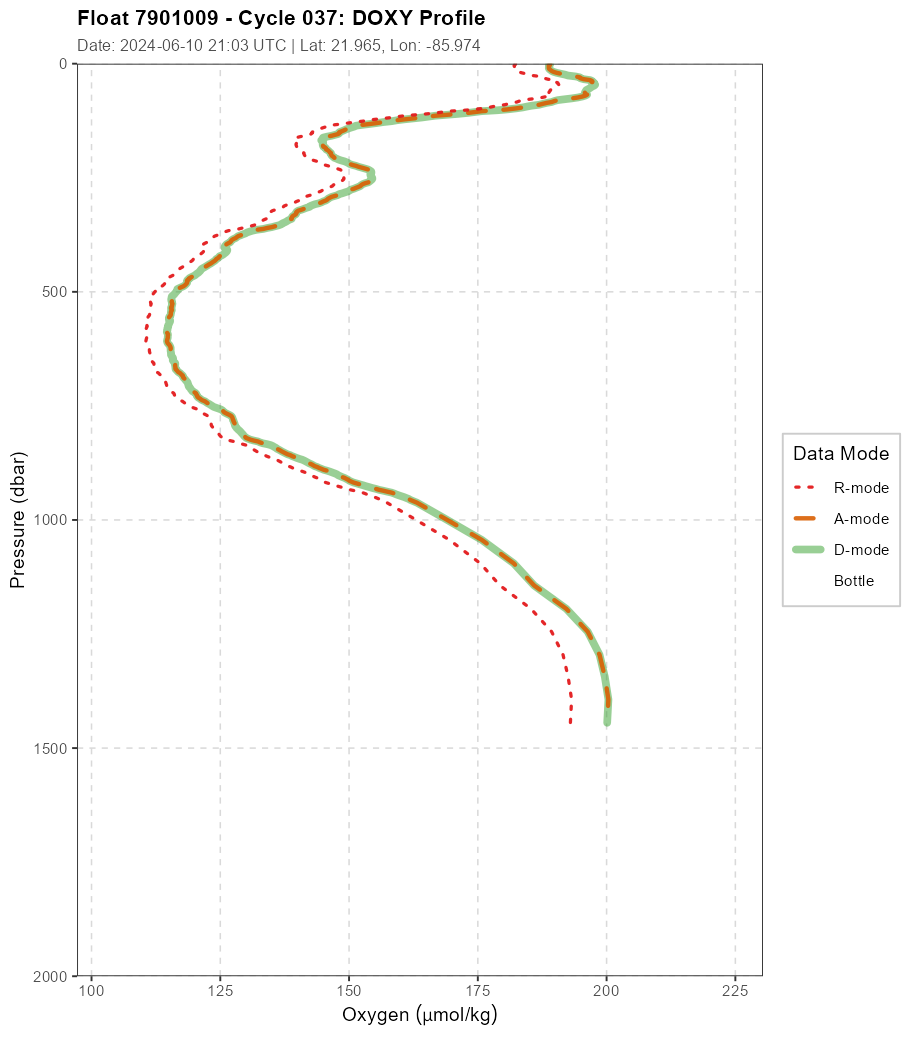 Float 7901009 - Cycle 037: DOXY Profile
Date: 2024-06-10 21:03 UTC | Lat: 21.965, Lon: -85.974
0
500
1000
1500
2000
Pressure (dbar)
100 125 150 175 200 225
Oxygen (μmol/kg)
Data Mode
R-mode
A-mode
D-mode
Bottle